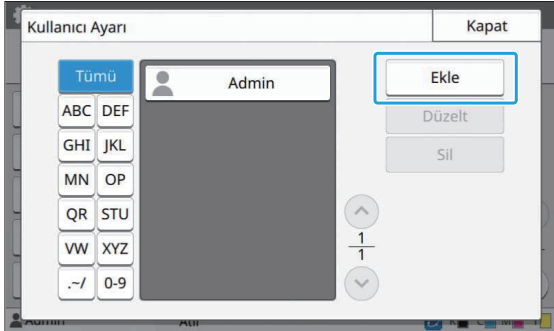 Kullanıcı Ayarı
Kapat
Tümü
ABC DEF
GHI JKL
MN OP
QR STU
VW XYZ
.~/ 0-9
Admin
1
1
Ekle
Düzelt
Sil
Admin